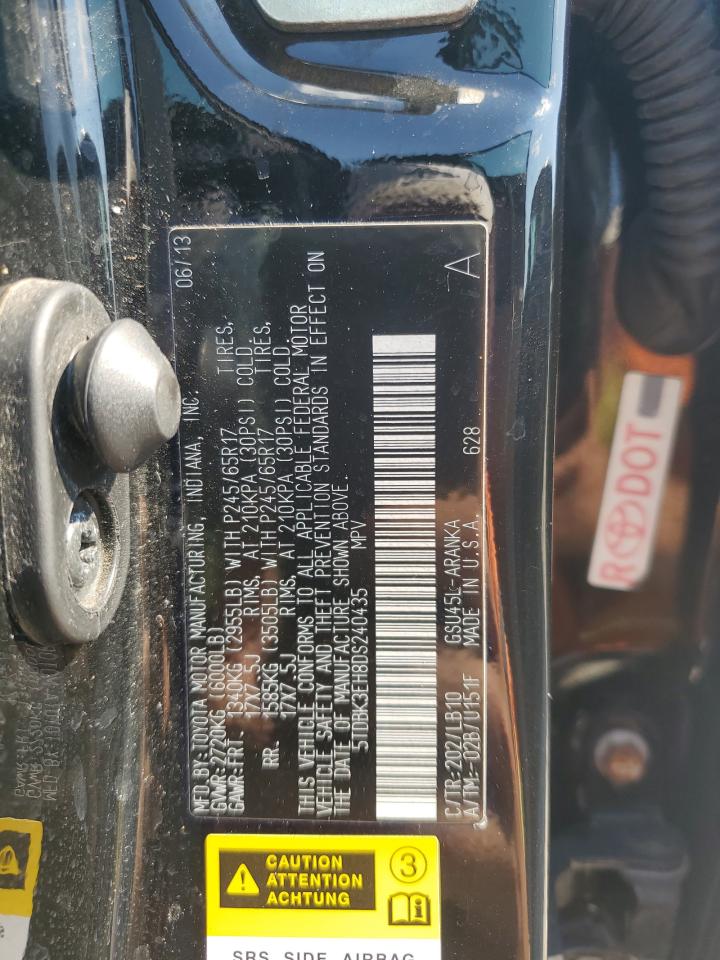 MFD.BY:TOYOTA MOTOR MANUFACTURING, INDIANA, INC. 06/13
GVWR:2720KG (6000LB)
GAWR:FRT. 1340KG (2955LB) WITH P245/65R17 TIRES,
17X7.5J RIMS, AT 210KPA (30PSI) COLD.
RR. 1585KG (3505LB) WITH P245/65R17 TIRES,
17X7.5J RIMS, AT 210KPA (30PSI) COLD.
THIS VEHICLE CONFORMS TO ALL APPLICABLE FEDERAL MOTOR
VEHICLE SAFETY AND THEFT PREVENTION STANDARDS IN EFFECT ON
THE DATE OF MANUFACTURE SHOWN ABOVE.
5TDBK3EH8DS240435 MPV
C/TR:202/LB10 GSU45L-ARANKA 628
A/TM:-02B/U151F MADE IN U.S.A. A
CAUTION
ATTENTION
ACHTUNG
3
SRS SIDE AIRBAG
R DOT